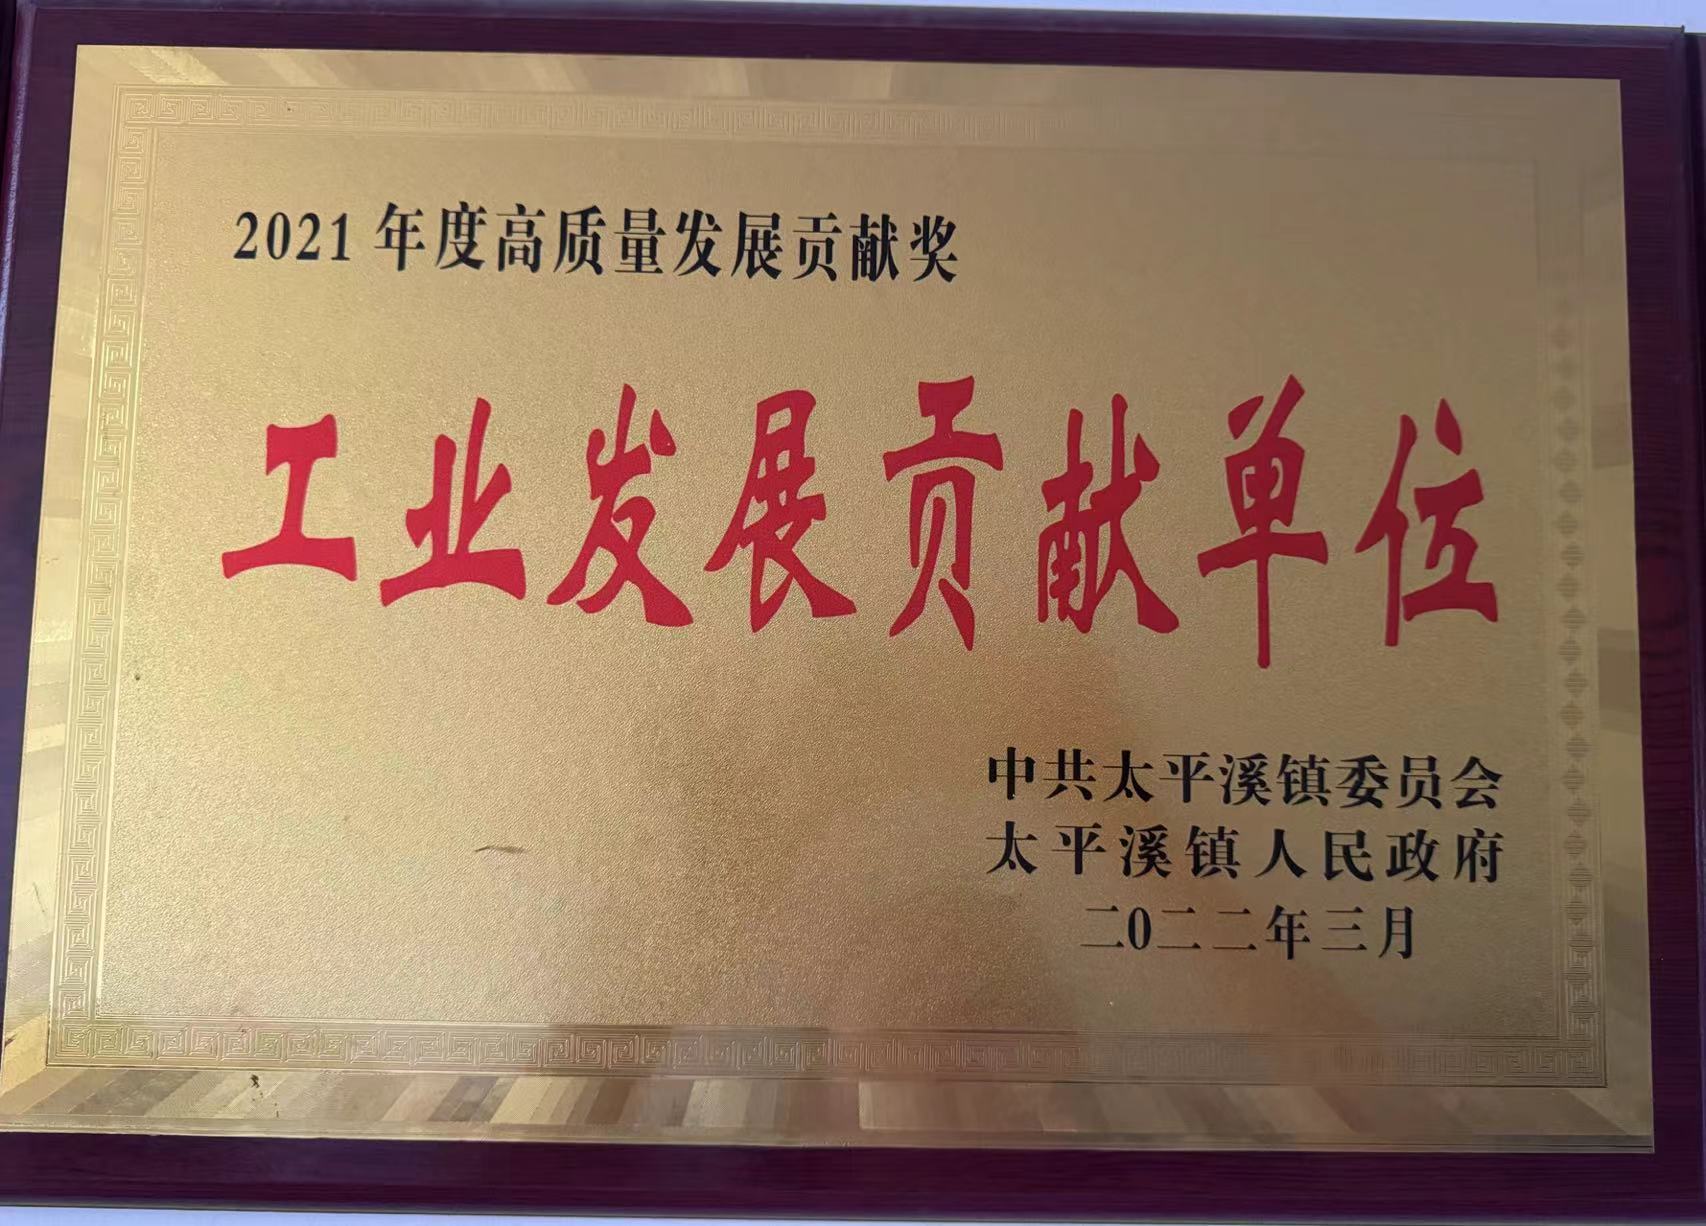 2021年度高质量发展贡献奖
工业发展贡献单位
中共太平溪镇委员会
太平溪镇人民政府
二〇二二年三月